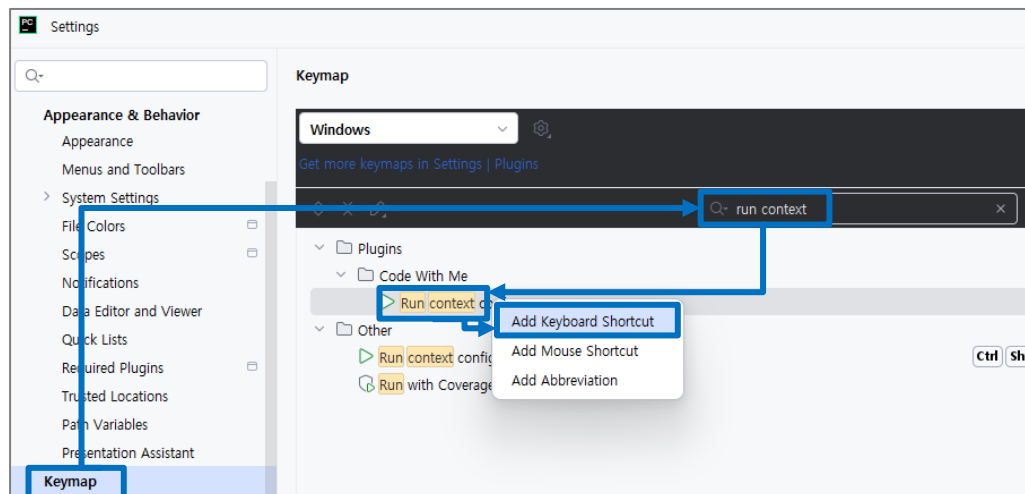 PC
Settings
Appearance & Behavior
Appearance
Menus and Toolbars
System Settings
File Colors
Scopes
Notifications
Data Editor and Viewer
Quick Lists
Required Plugins
Trusted Locations
Path Variables
Presentation Assistant
Keymap
Keymap
Windows
Get more keymaps in Settings | Plugins
run context
Plugins
Code With Me
Run context
Other
Run context config
Run with Coverage
Add Keyboard Shortcut
Add Mouse Shortcut
Add Abbreviation
Ctrl Sh